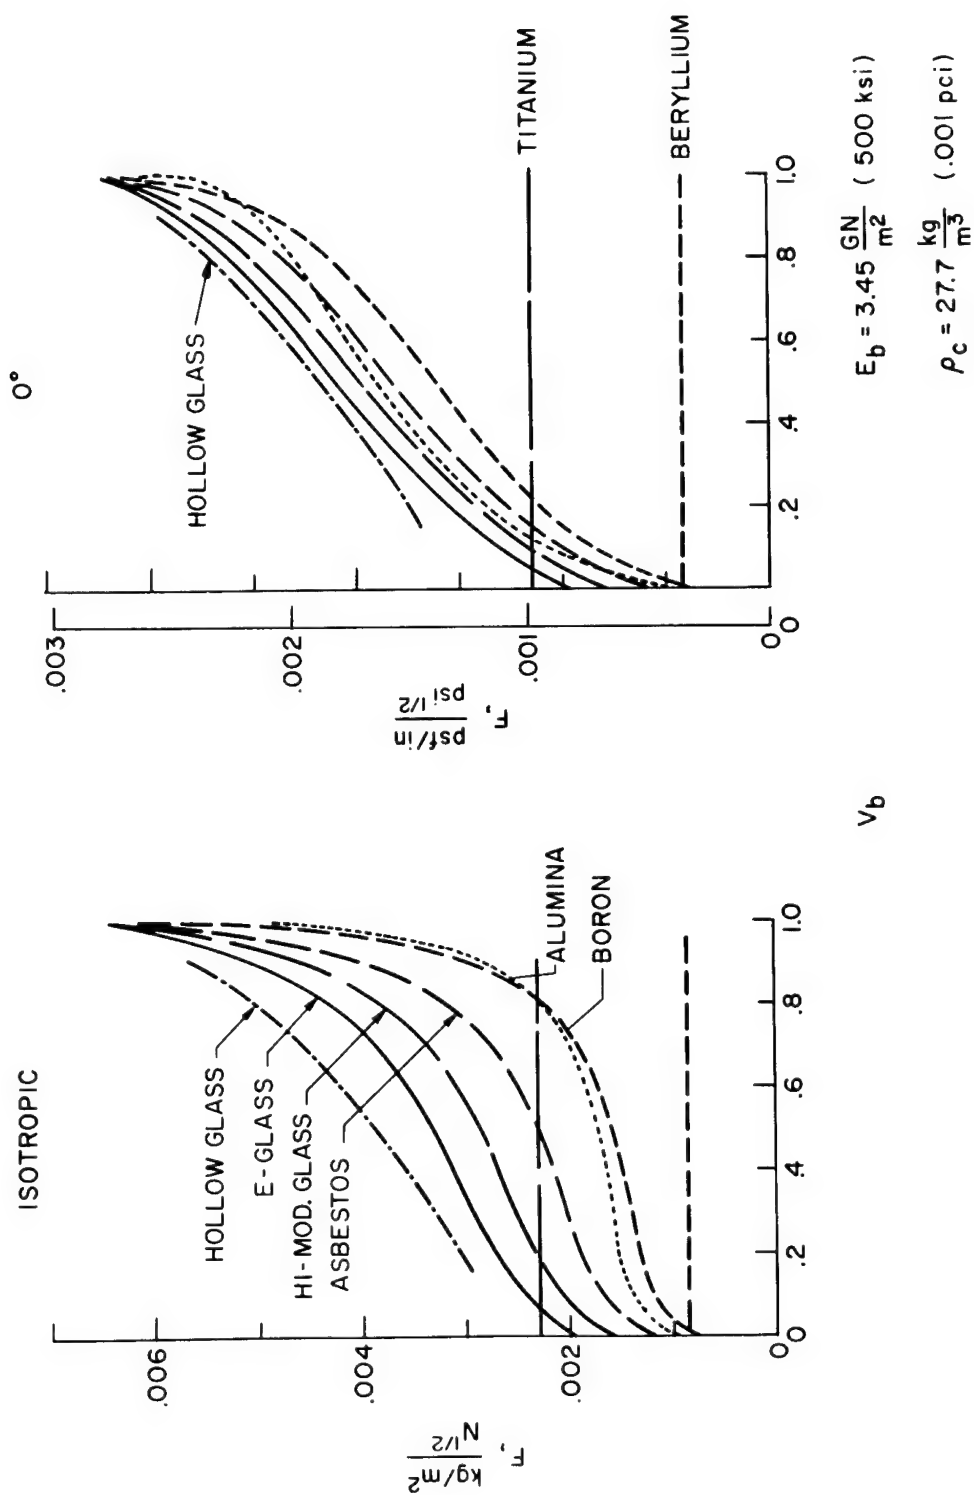 ISOTROPIC
0°
F, kg/m² / N^1/2
.006
.004
.002
0
HOLLOW GLASS
E-GLASS
HI-MOD. GLASS
ASBESTOS
ALUMINA
BORON
0 .2 .4 .6 .8 1.0
V_b
F, psf/in / psi^1/2
.003
.002
.001
0
HOLLOW GLASS
TITANIUM
BERYLLIUM
0 .2 .4 .6 .8 1.0
E_b = 3.45 GN/m² (500 ksi)
ρ_c = 27.7 kg/m³ (.001 pci)